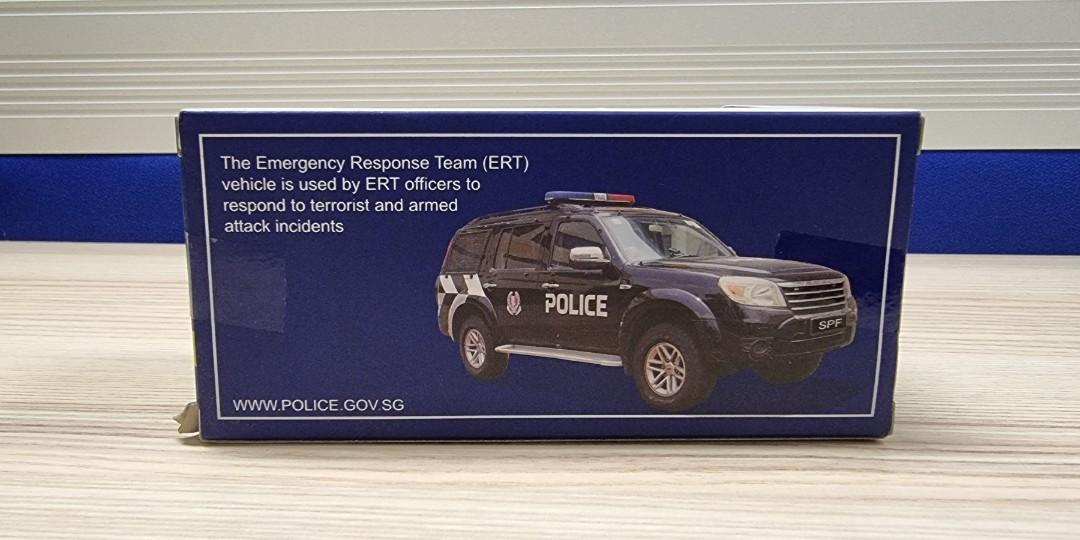 The Emergency Response Team (ERT)
vehicle is used by ERT officers to
respond to terrorist and armed
attack incidents
POLICE
SPF
WWW.POLICE.GOV.SG